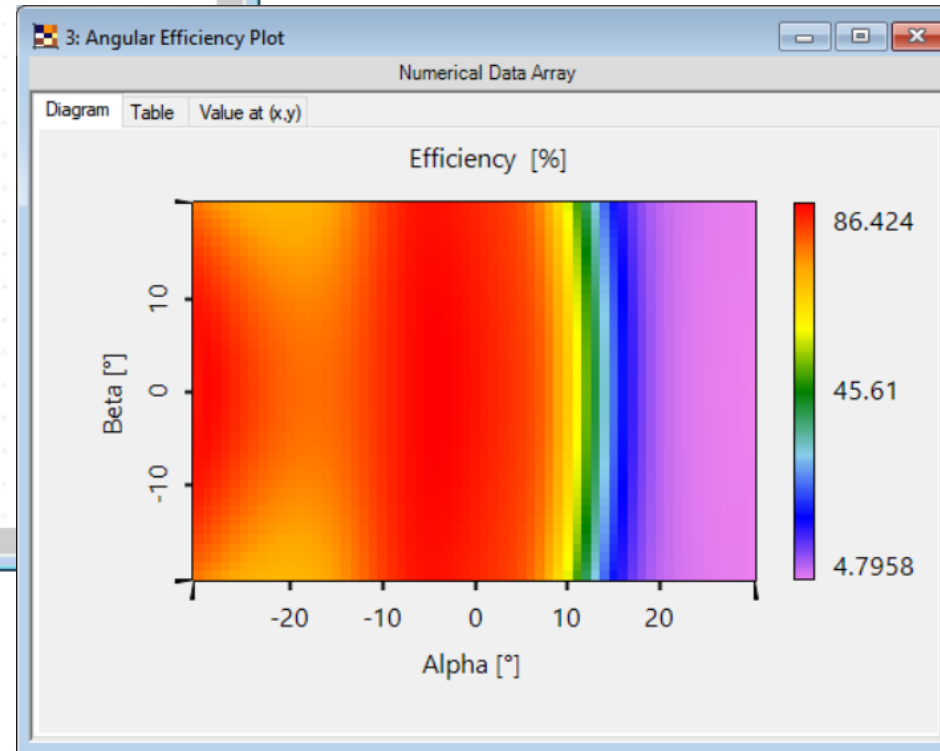 3: Angular Efficiency Plot
Numerical Data Array
Diagram Table Value at (x,y)
Efficiency [%]
86.424
10
Beta [°]
0
45.61
-10
4.7958
-20 -10 0 10 20
Alpha [°]